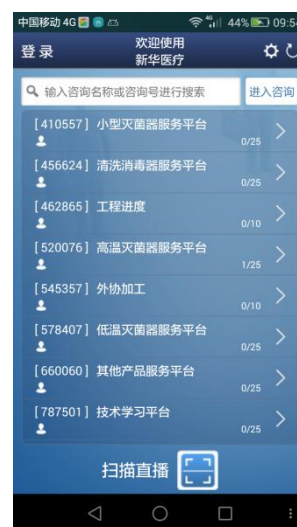 中国移动 4G 44% 09:5
登录
欢迎使用
新华医疗
输入咨询名称或咨询号进行搜索
进入咨询
[410557] 小型灭菌器服务平台
0/25
[456624] 清洗消毒器服务平台
0/25
[462865] 工程进度
0/10
[520076] 高温灭菌器服务平台
1/25
[545357] 外协加工
0/10
[578407] 低温灭菌器服务平台
0/25
[660060] 其他产品服务平台
0/25
[787501] 技术学习平台
0/25
扫描直播